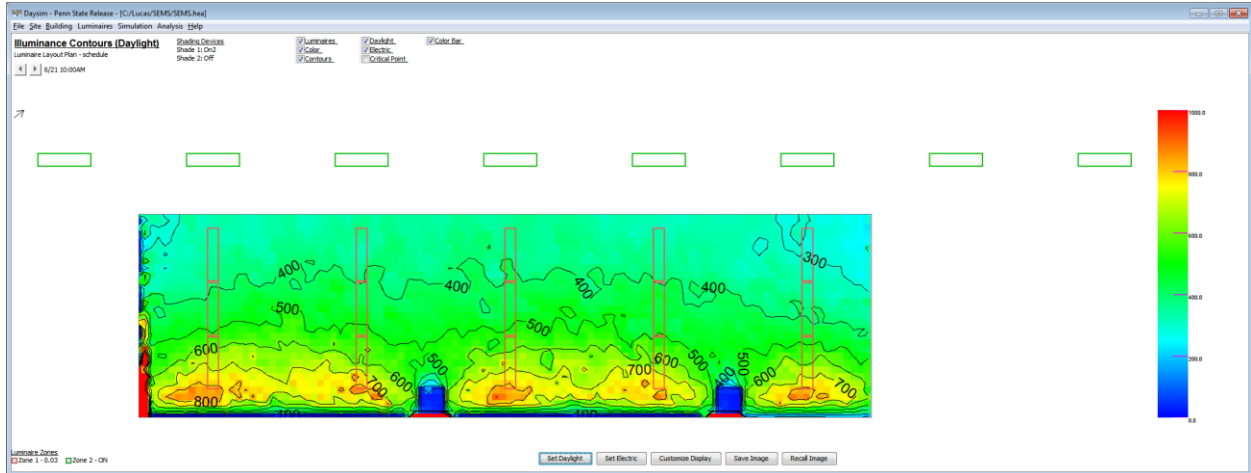 Daysim - Penn State Release - [C:/Lucas/SEMS/SEMS.hea]
File Site Building Luminaires Simulation Analysis Help
Illuminance Contours (Daylight)
Luminaire Layout Plan - schedule
6/21 10:00AM
Shading Devices
Shade 1: On2
Shade 2: Off
Luminaires Daylight Color Bar
Color Electric
Contours Critical Point
1000.0
800.0
600.0
400.0
200.0
0.0
300
400 400 400 400
500 500
600 500 600 500 500
700 600 700 400 600 700
800
100 100
Luminaire Zones
Zone 1 - 0.03 Zone 2 - ON
Set Daylight Set Electric Customize Display Save Image Recall Image